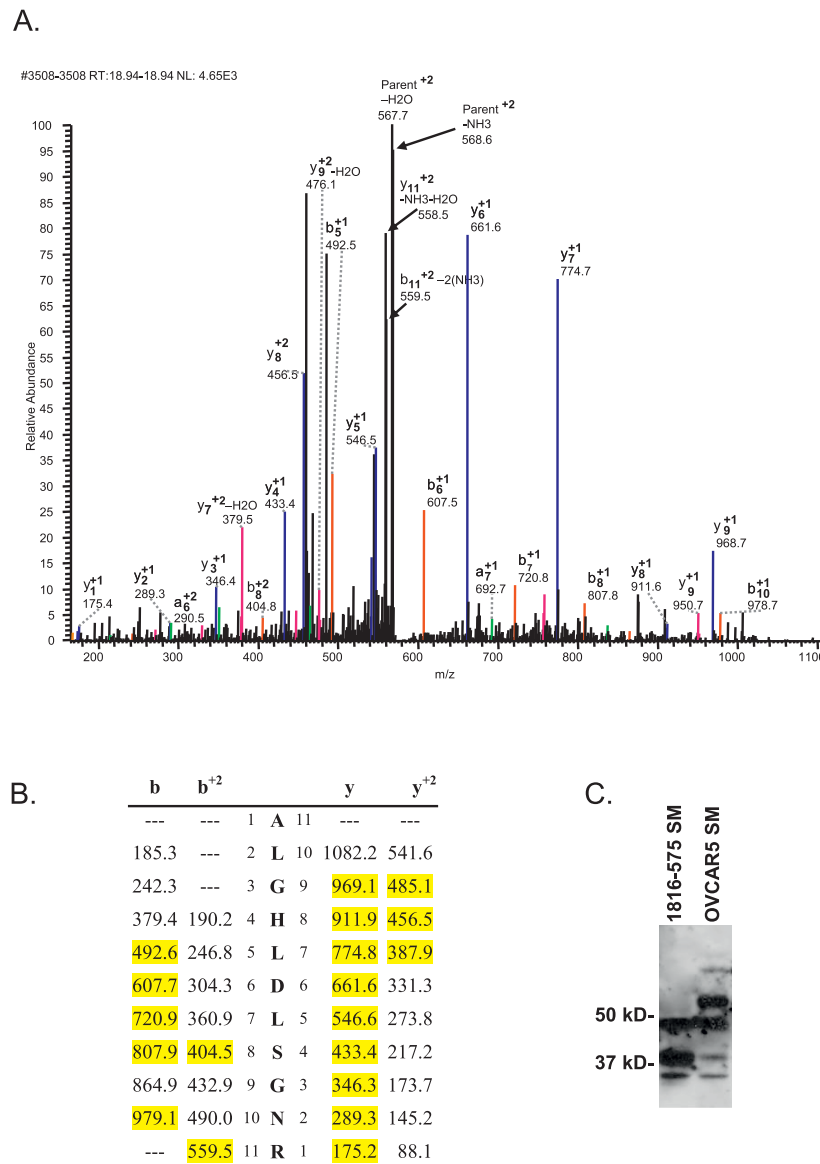 A.
#3508-3508 RT:18.94-18.94 NL: 4.65E3
Parent +2
–H2O
567.7
Parent +2
-NH3
568.6
y9+2 -H2O
476.1
y11+2
-NH3-H2O
558.5
y6+1
661.6
b5+1
492.5
y7+1
774.7
b11+2 –2(NH3)
559.5
y8+2
456.5
y5+1
546.5
y7+2 –H2O
379.5
y4+1
433.4
b6+1
607.5
y9+1
968.7
y1+1
175.4
y2+1
289.3
a6+2
290.5
y3+1
346.4
b8+2
404.8
a7+1
692.7
b7+1
720.8
b8+1
807.8
y8+1
911.6
y9+1
950.7
b10+1
978.7
Relative Abundance
100
95
90
85
80
75
70
65
60
55
50
45
40
35
30
25
20
15
10
5
0
200 300 400 500 600 700 800 900 1000 1100
m/z
B.
b b+2 y y+2
--- --- 1 A 11 --- ---
185.3 --- 2 L 10 1082.2 541.6
242.3 --- 3 G 9 969.1 485.1
379.4 190.2 4 H 8 911.9 456.5
492.6 246.8 5 L 7 774.8 387.9
607.7 304.3 6 D 6 661.6 331.3
720.9 360.9 7 L 5 546.6 273.8
807.9 404.5 8 S 4 433.4 217.2
864.9 432.9 9 G 3 346.3 173.7
979.1 490.0 10 N 2 289.3 145.2
--- 559.5 11 R 1 175.2 88.1
C.
1816-575 SM
OVCAR5 SM
50 kD-
37 kD-